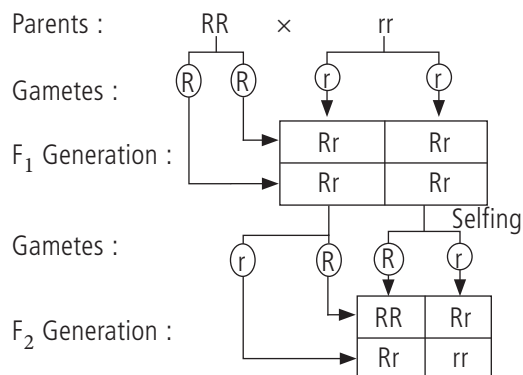 Parents : RR × rr
Gametes : R R r r
Rr Rr
F₁ Generation :
Rr Rr
Selfing
Gametes : r R R r
RR Rr
F₂ Generation :
Rr rr